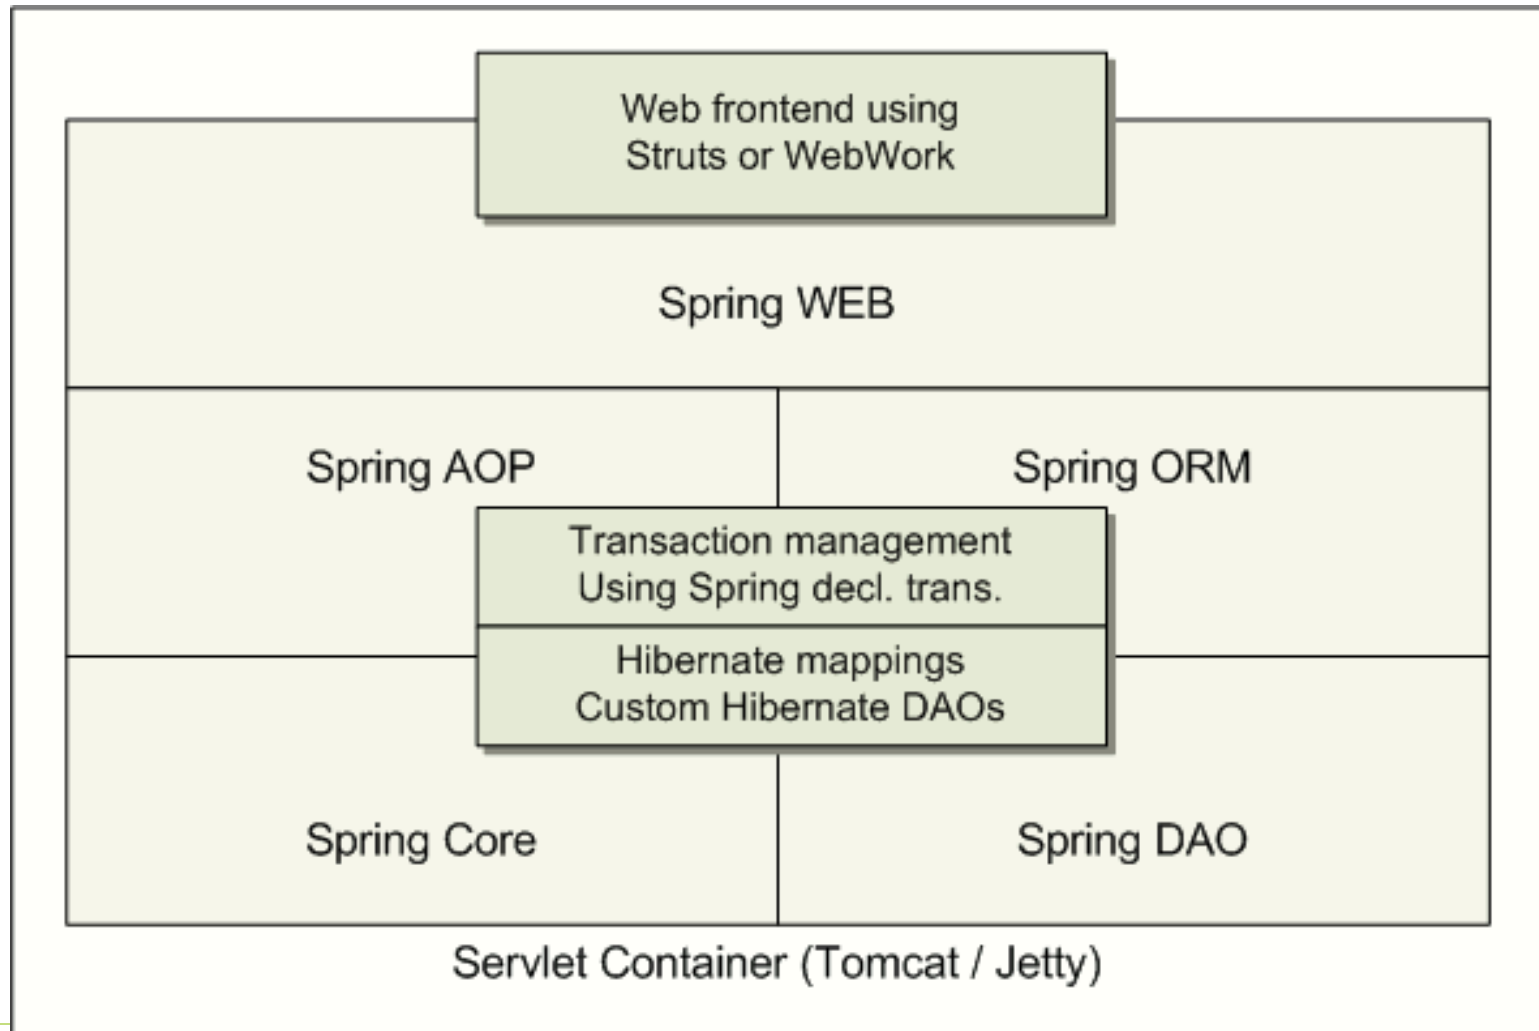 Web frontend using
Struts or WebWork
Spring WEB
Spring AOP
Spring ORM
Transaction management
Using Spring decl. trans.
Hibernate mappings
Custom Hibernate DAOs
Spring Core
Spring DAO
Servlet Container (Tomcat / Jetty)